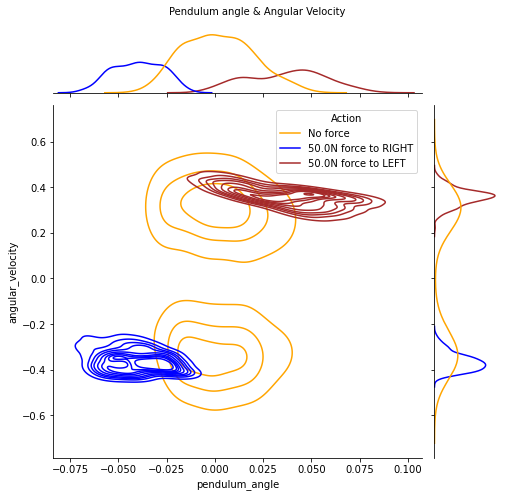 Pendulum angle & Angular Velocity
Action
No force
50.0N force to RIGHT
50.0N force to LEFT
0.6
0.4
0.2
0.0
−0.2
−0.4
−0.6
angular_velocity
−0.075 −0.050 −0.025 0.000 0.025 0.050 0.075 0.100
pendulum_angle